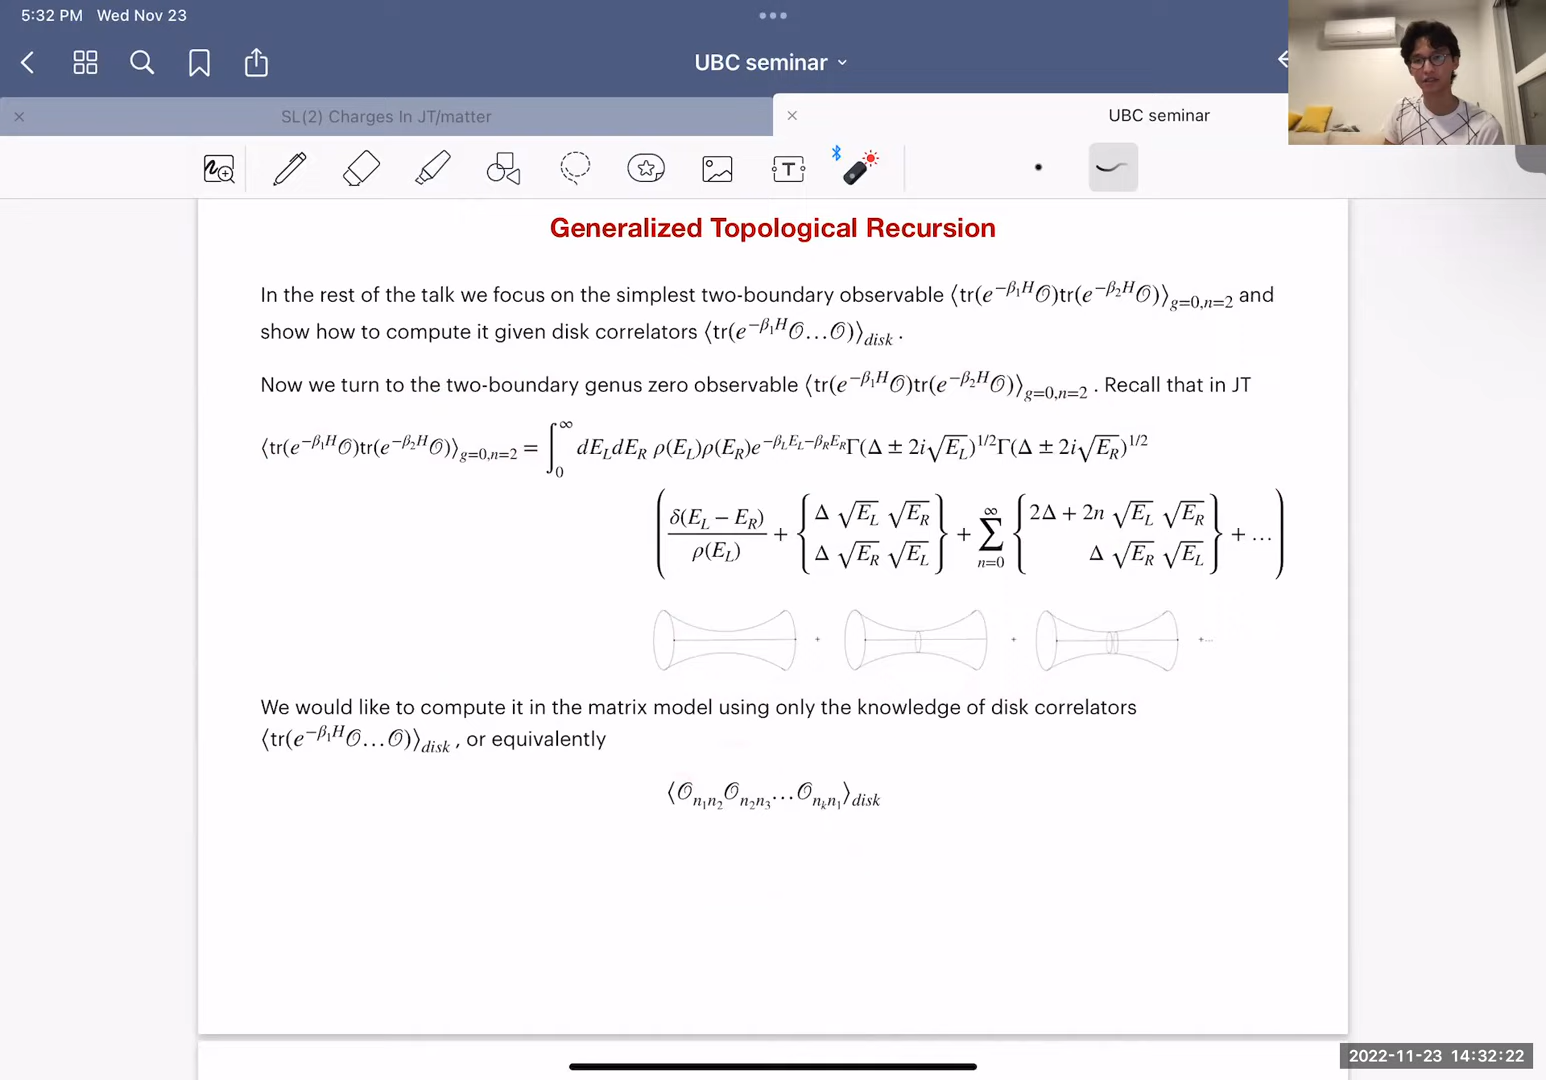 5:32 PM Wed Nov 23
UBC seminar
SL(2) Charges In JT/matter
UBC seminar
T
Generalized Topological Recursion
In the rest of the talk we focus on the simplest two-boundary observable ⟨tr(e^{−β₁H}𝒪)tr(e^{−β₂H}𝒪)⟩_{g=0,n=2} and
show how to compute it given disk correlators ⟨tr(e^{−β₁H}𝒪…𝒪)⟩_{disk} .
Now we turn to the two-boundary genus zero observable ⟨tr(e^{−β₁H}𝒪)tr(e^{−β₂H}𝒪)⟩_{g=0,n=2} . Recall that in JT
⟨tr(e^{−β₁H}𝒪)tr(e^{−β₂H}𝒪)⟩_{g=0,n=2} = ∫_0^∞ dE_L dE_R ρ(E_L)ρ(E_R)e^{−β_L E_L−β_R E_R}Γ(Δ ± 2i√E_L)^{1/2}Γ(Δ ± 2i√E_R)^{1/2}
( δ(E_L − E_R)/ρ(E_L) + {Δ √E_L √E_R ; Δ √E_R √E_L} + ∑_{n=0}^∞ {2Δ + 2n √E_L √E_R ; Δ √E_R √E_L} + … )
+ + +...
We would like to compute it in the matrix model using only the knowledge of disk correlators
⟨tr(e^{−β₁H}𝒪…𝒪)⟩_{disk} , or equivalently
⟨𝒪_{n₁n₂}𝒪_{n₂n₃}…𝒪_{n_k n₁}⟩_{disk}
2022-11-23 14:32:22